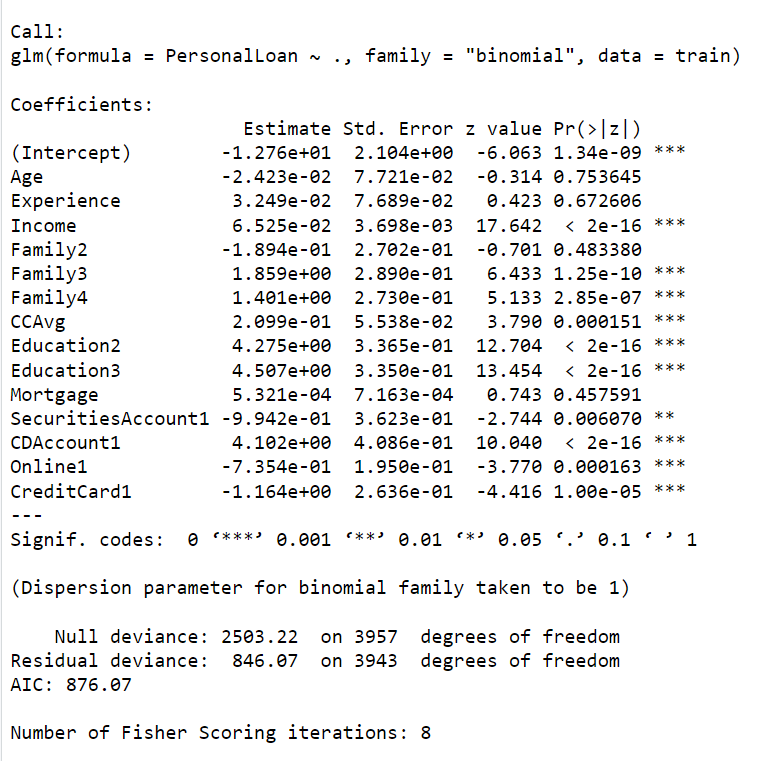 Call:
glm(formula = PersonalLoan ~ ., family = "binomial", data = train)
Coefficients:
                    Estimate Std. Error z value Pr(>|z|)
(Intercept)        -1.276e+01  2.104e+00  -6.063 1.34e-09 ***
Age                -2.423e-02  7.721e-02  -0.314 0.753645
Experience          3.249e-02  7.689e-02   0.423 0.672606
Income              6.525e-02  3.698e-03  17.642  < 2e-16 ***
Family2            -1.894e-01  2.702e-01  -0.701 0.483380
Family3             1.859e+00  2.890e-01   6.433 1.25e-10 ***
Family4             1.401e+00  2.730e-01   5.133 2.85e-07 ***
CCAvg               2.099e-01  5.538e-02   3.790 0.000151 ***
Education2          4.275e+00  3.365e-01  12.704  < 2e-16 ***
Education3          4.507e+00  3.350e-01  13.454  < 2e-16 ***
Mortgage            5.321e-04  7.163e-04   0.743 0.457591
SecuritiesAccount1 -9.942e-01  3.623e-01  -2.744 0.006070 **
CDAccount1          4.102e+00  4.086e-01  10.040  < 2e-16 ***
Online1            -7.354e-01  1.950e-01  -3.770 0.000163 ***
CreditCard1        -1.164e+00  2.636e-01  -4.416 1.00e-05 ***
---
Signif. codes:  0 ‘***’ 0.001 ‘**’ 0.01 ‘*’ 0.05 ‘.’ 0.1 ‘ ’ 1
(Dispersion parameter for binomial family taken to be 1)
    Null deviance: 2503.22  on 3957  degrees of freedom
Residual deviance:  846.07  on 3943  degrees of freedom
AIC: 876.07
Number of Fisher Scoring iterations: 8